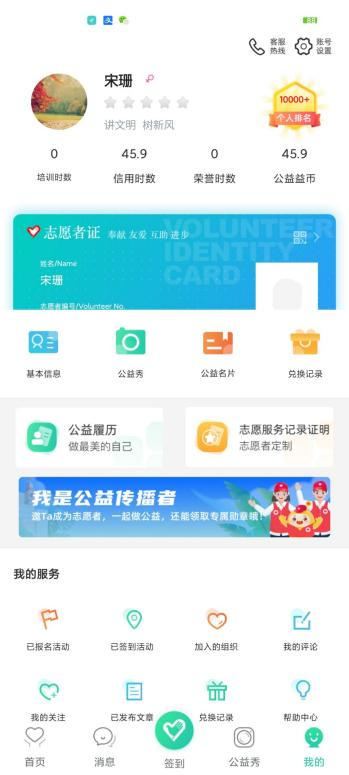 88
客服
热线
账号
设置
宋珊
讲文明 树新风
10000+
个人排名
0
45.9
0
45.9
培训时数
信用时数
荣誉时数
公益益币
志愿者证 奉献 友爱 互助 进步
VOLUNTEER
IDENTITY
CARD
姓名/Name
宋珊
志愿者编号/Volunteer No.
基本信息
公益秀
公益名片
兑换记录
公益履历
做最美的自己
志愿服务记录证明
志愿者定制
我是公益传播者
邀Ta成为志愿者，一起做公益，还能领取专属勋章哦！
我的服务
已报名活动
已签到活动
加入的组织
我的评论
我的关注
已发布文章
兑换记录
帮助中心
首页
消息
签到
公益秀
我的